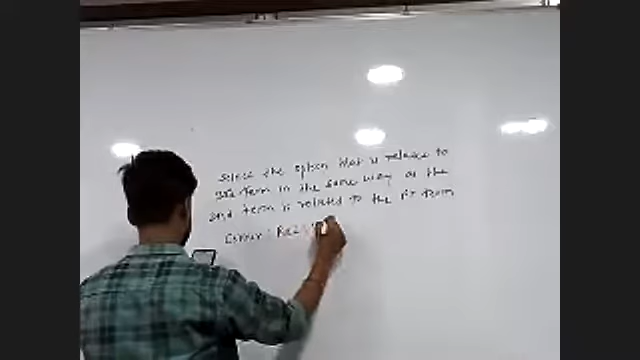 select the option that is related to
3rd term in the same way as the
2nd term is related to the 1st term